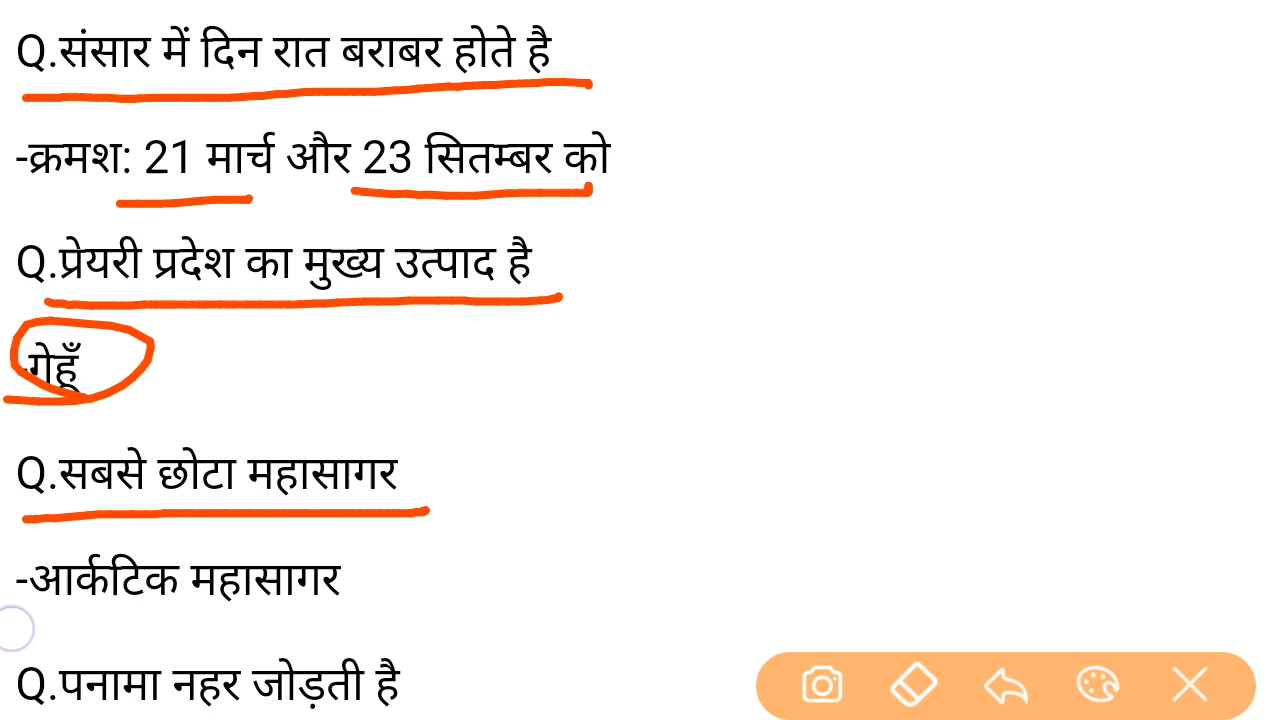 Q.संसार में दिन रात बराबर होते है
-क्रमश: 21 मार्च और 23 सितम्बर को
Q.प्रेयरी प्रदेश का मुख्य उत्पाद है
-गेहूँ
Q.सबसे छोटा महासागर
-आर्कटिक महासागर
Q.पनामा नहर जोड़ती है